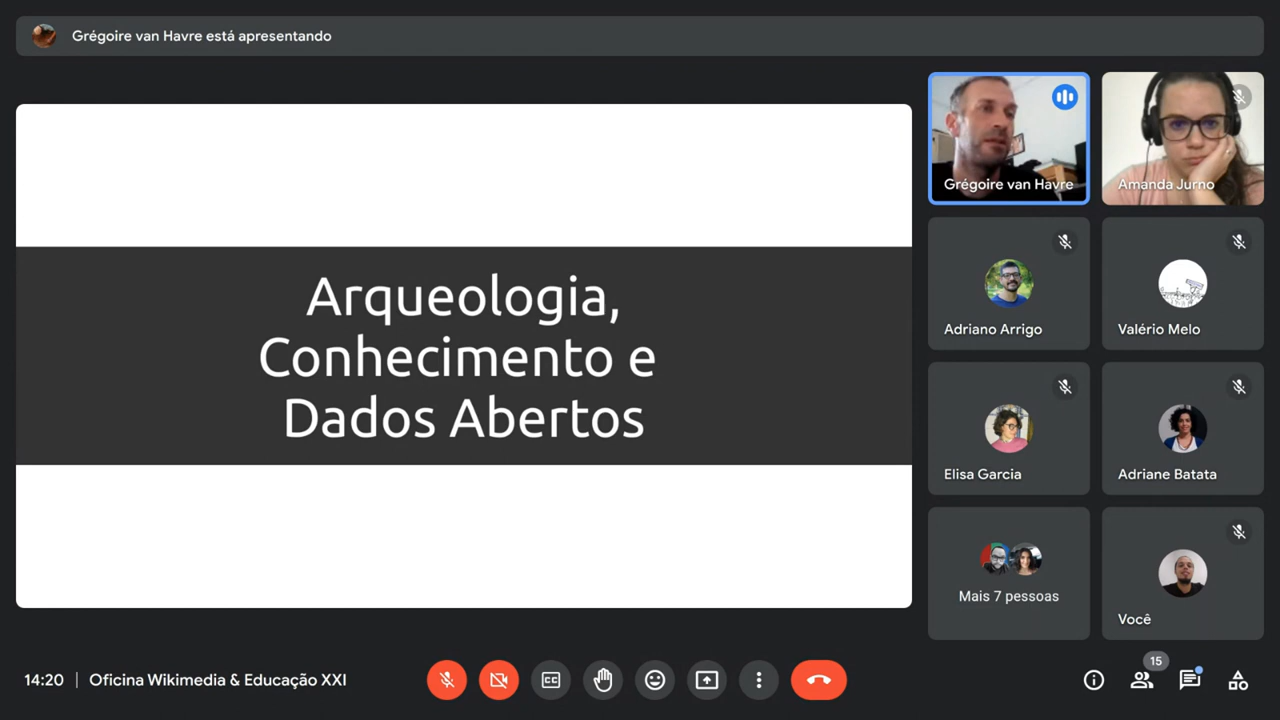 Grégoire van Havre está apresentando
Arqueologia,
Conhecimento e
Dados Abertos
Grégoire van Havre
Amanda Jurno
Adriano Arrigo
Valério Melo
Elisa Garcia
Adriane Batata
Mais 7 pessoas
Você
14:20 | Oficina Wikimedia & Educação XXI
CC
15